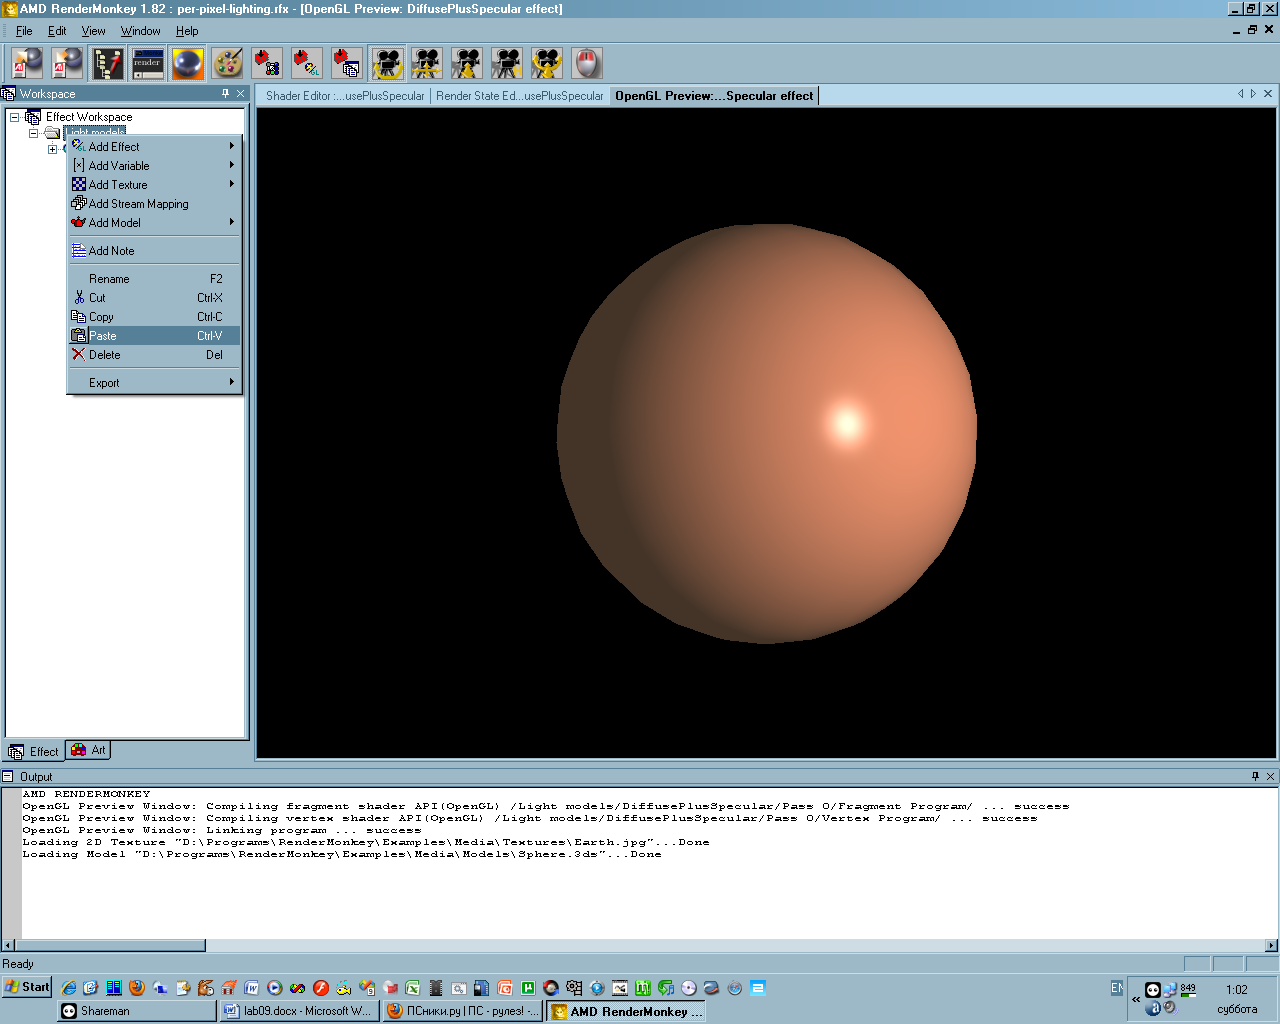 AMD RenderMonkey 1.82 : per-pixel-lighting.rfx - [OpenGL Preview: DiffusePlusSpecular effect]
File Edit View Window Help
Workspace
Shader Editor :...usePlusSpecular
Render State Ed...usePlusSpecular
OpenGL Preview:...Specular effect
Effect Workspace
Light models
Add Effect
Add Variable
Add Texture
Add Stream Mapping
Add Model
Add Note
Rename F2
Cut Ctrl-X
Copy Ctrl-C
Paste Ctrl-V
Delete Del
Export
Effect
Art
Output
AMD RENDERMONKEY
OpenGL Preview Window: Compiling fragment shader API(OpenGL) /Light models/DiffusePlusSpecular/Pass 0/Fragment Program/ ... success
OpenGL Preview Window: Compiling vertex shader API(OpenGL) /Light models/DiffusePlusSpecular/Pass 0/Vertex Program/ ... success
OpenGL Preview Window: Linking program ... success
Loading 2D Texture "D:\Programs\RenderMonkey\Examples\Media\Textures\Earth.jpg"...Done
Loading Model "D:\Programs\RenderMonkey\Examples\Media\Models\Sphere.3ds"...Done
Ready
Start
EN
849
1:02
суббота
Shareman
lab09.docx - Microsoft W...
ПСники.ру | ПС - рулез! -...
AMD RenderMonkey ...